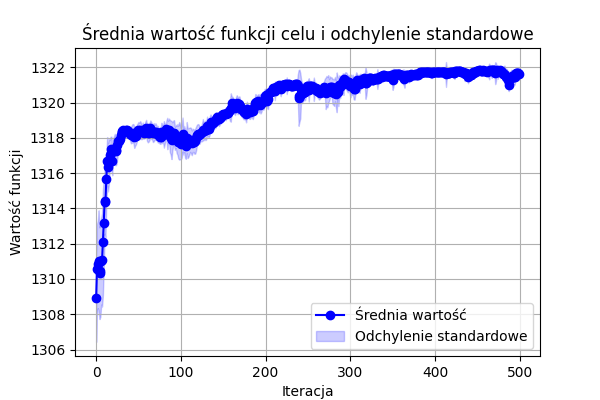 Średnia wartość funkcji celu i odchylenie standardowe
Wartość funkcji
1322
1320
1318
1316
1314
1312
1310
1308
1306
Średnia wartość
Odchylenie standardowe
0 100 200 300 400 500
Iteracja